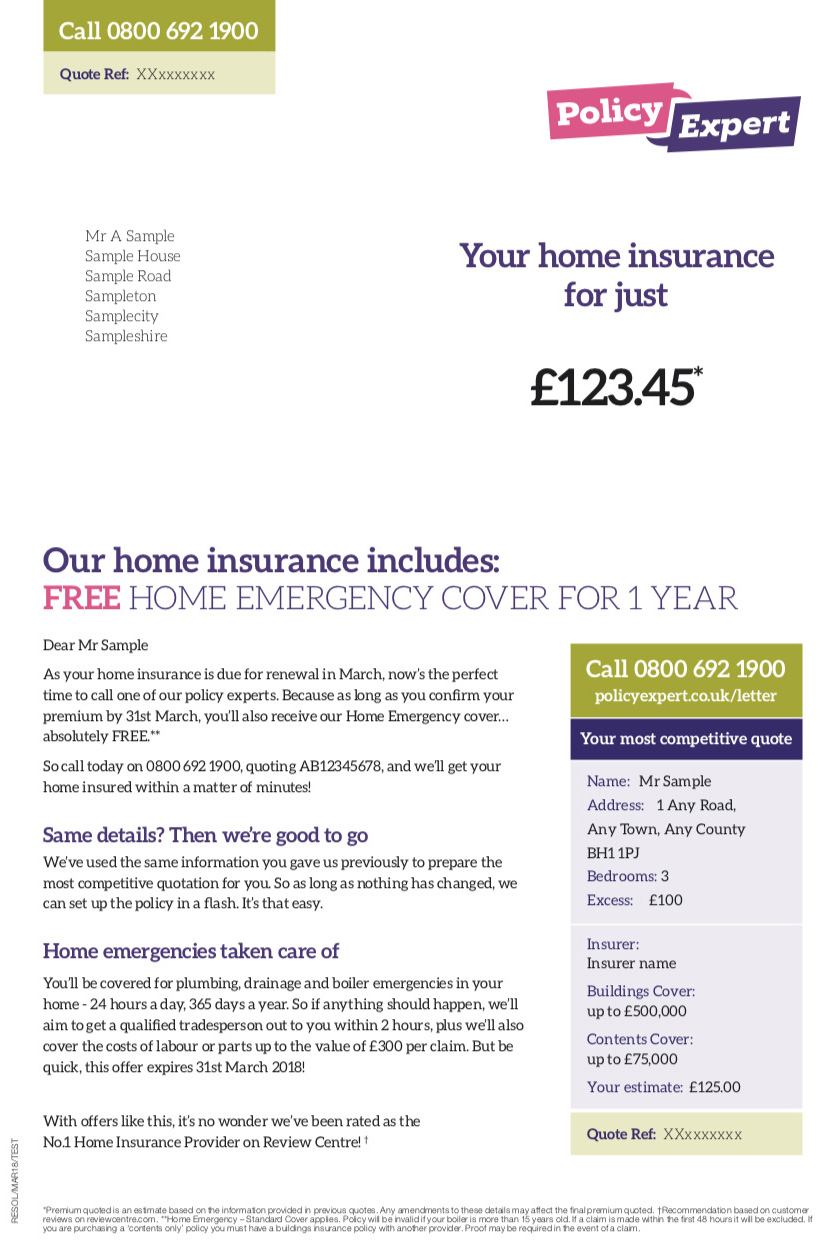 Call 0800 692 1900
Quote Ref: XXxxxxxxx
Policy
Expert
Mr A Sample
Sample House
Sample Road
Sampleton
Samplecity
Sampleshire
Your home insurance
for just
£123.45*
Our home insurance includes:
FREE HOME EMERGENCY COVER FOR 1 YEAR
Dear Mr Sample
As your home insurance is due for renewal in March, now's the perfect
time to call one of our policy experts. Because as long as you confirm your
premium by 31st March, you'll also receive our Home Emergency cover...
absolutely FREE.**
So call today on 0800 692 1900, quoting AB12345678, and we'll get your
home insured within a matter of minutes!
Same details? Then we're good to go
We've used the same information you gave us previously to prepare the
most competitive quotation for you. So as long as nothing has changed, we
can set up the policy in a flash. It's that easy.
Home emergencies taken care of
You'll be covered for plumbing, drainage and boiler emergencies in your
home - 24 hours a day, 365 days a year. So if anything should happen, we'll
aim to get a qualified tradesperson out to you within 2 hours, plus we'll also
cover the costs of labour or parts up to the value of £300 per claim. But be
quick, this offer expires 31st March 2018!
With offers like this, it's no wonder we've been rated as the
No.1 Home Insurance Provider on Review Centre! †
Call 0800 692 1900
policyexpert.co.uk/letter
Your most competitive quote
Name: Mr Sample
Address: 1 Any Road,
Any Town, Any County
BH1 1PJ
Bedrooms: 3
Excess: £100
Insurer:
Insurer name
Buildings Cover:
up to £500,000
Contents Cover:
up to £75,000
Your estimate: £125.00
Quote Ref: XXxxxxxxx
RESOL/MAR18/TEST
*Premium quoted is an estimate based on the information provided in previous quotes. Any amendments to these details may affect the final premium quoted. †Recommendation based on customer
reviews on reviewcentre.com. **Home Emergency – Standard Cover applies. Policy will be invalid if your boiler is more than 15 years old. If a claim is made within the first 48 hours it will be excluded. If
you are purchasing a 'contents only' policy you must have a buildings insurance policy with another provider. Proof may be required in the event of a claim.